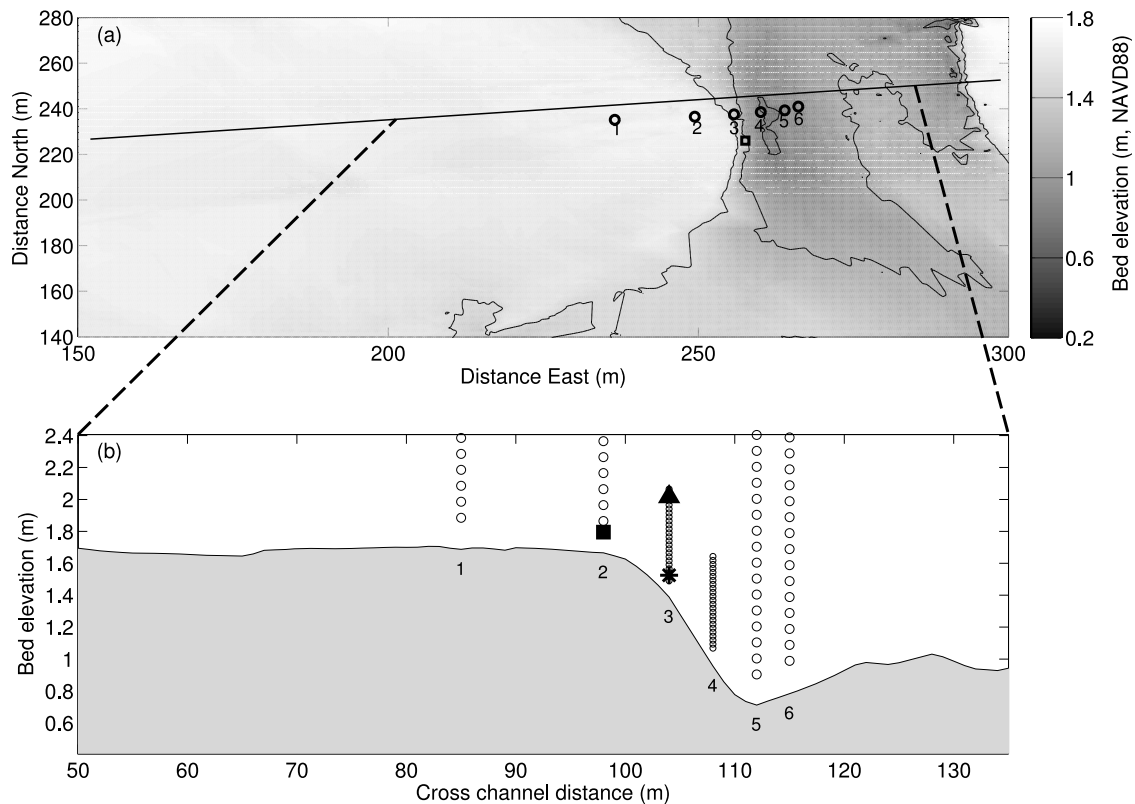 280
260
240
220
200
180
160
140
Distance North (m)
(a)
1 2 3 4 5 6
150 200 250 300
Distance East (m)
1.8
1.4
1
0.6
0.2
Bed elevation (m, NAVD88)
2.4
2.2
2
1.8
1.6
1.4
1.2
1
0.8
0.6
Bed elevation (m)
(b)
1 2 3 4 5 6
50 60 70 80 90 100 110 120 130
Cross channel distance (m)